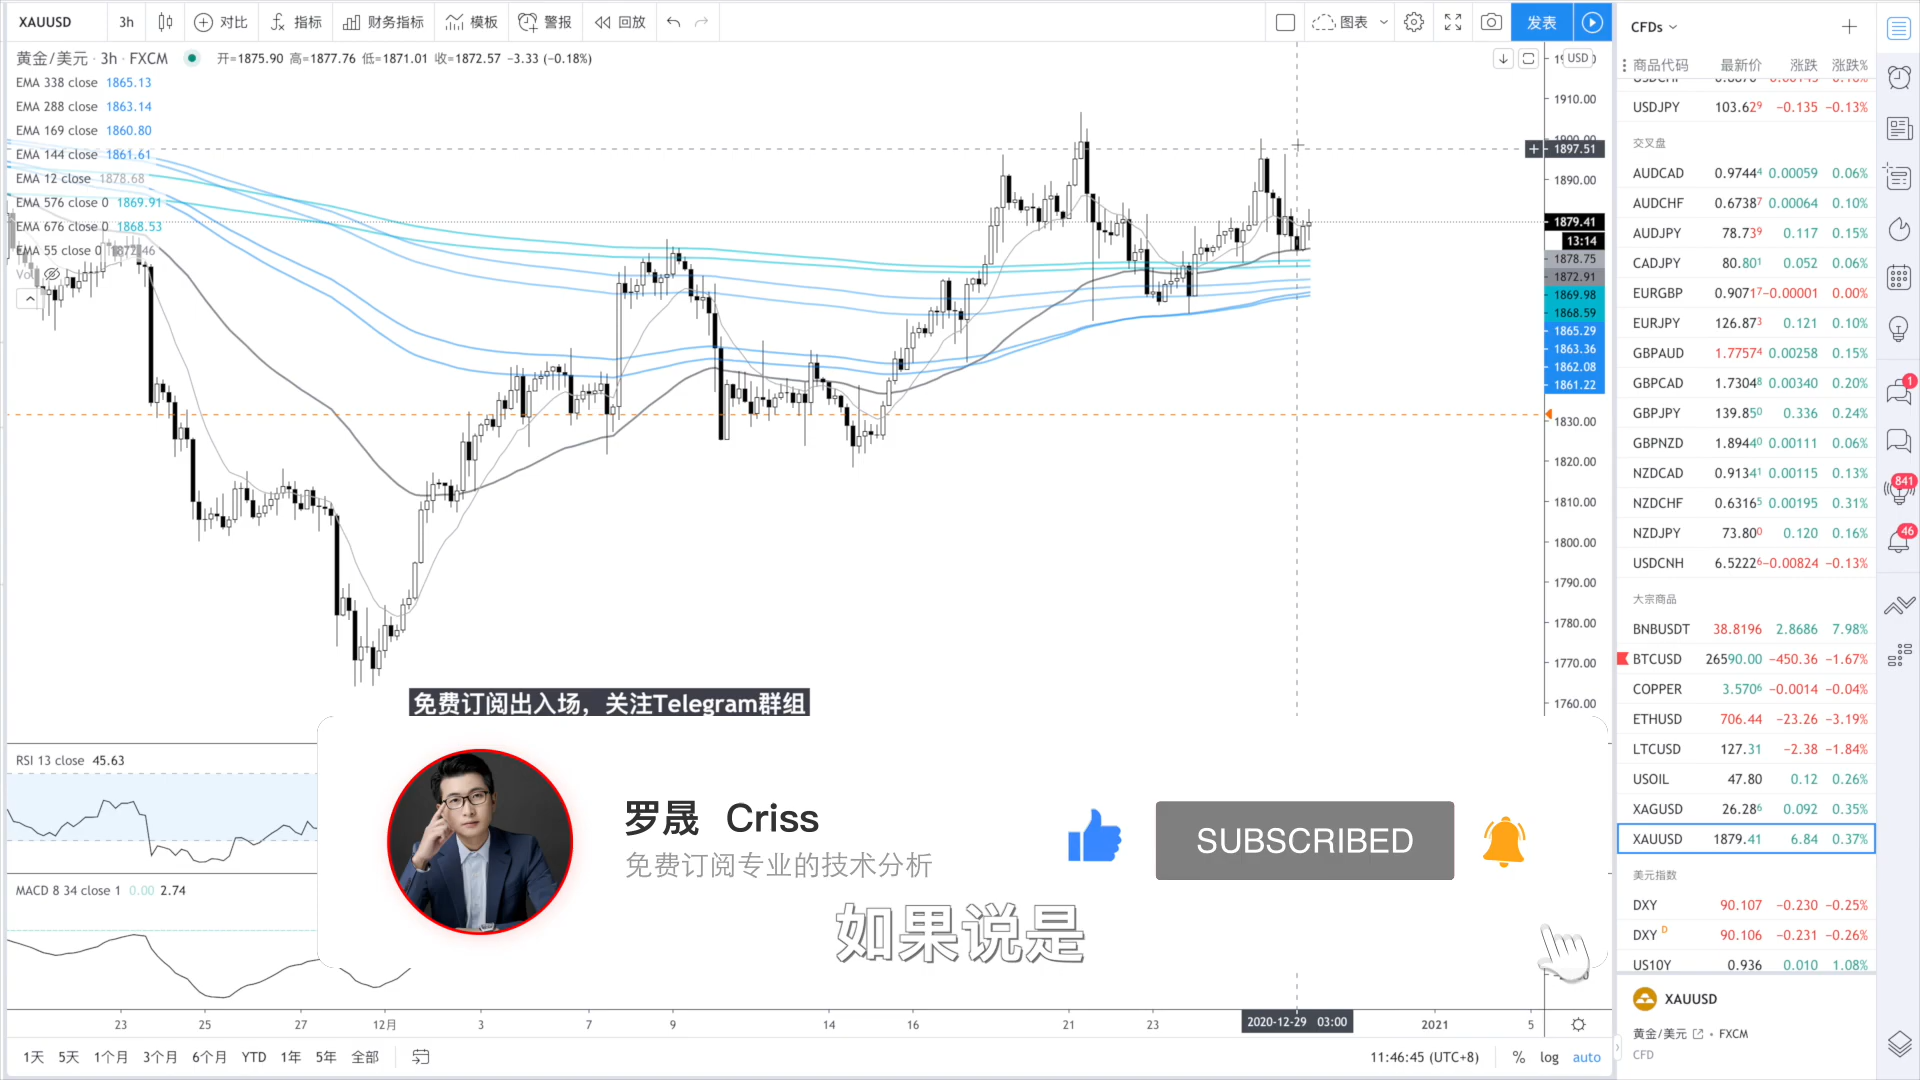 XAUUSD 3h 对比 指标 财务指标 模板 警报 回放 图表 发表
黄金/美元 · 3h · FXCM 开=1875.90 高=1877.76 低=1871.01 收=1872.57 −3.33 (−0.18%)
EMA 338 close 1865.13
EMA 288 close 1863.14
EMA 169 close 1860.80
EMA 144 close 1861.61
EMA 12 close 1878.68
EMA 576 close 0 1869.91
EMA 676 close 0 1868.53
EMA 55 close 0 1872.46
USD
1910.00
1900.00
1897.51
1890.00
1879.41
13:14
1878.75
1872.91
1869.98
1868.59
1865.29
1863.36
1862.08
1861.22
1830.00
1820.00
1810.00
1800.00
1790.00
1780.00
1770.00
1760.00
免费订阅出入场，关注Telegram群组
RSI 13 close 45.63
MACD 8 34 close 1 0.00 2.74
罗晟 Criss
免费订阅专业的技术分析
SUBSCRIBED
如果说是
23 25 27 12月 3 7 9 14 16 21 23 2020-12-29 03:00 2021 5
1天 5天 1个月 3个月 6个月 YTD 1年 5年 全部 11:46:45 (UTC+8) % log auto
CFDs
商品代码 最新价 涨跌 涨跌%
USDJPY 103.629 −0.135 −0.13%
交叉盘
AUDCAD 0.97444 0.00059 0.06%
AUDCHF 0.67387 0.00064 0.10%
AUDJPY 78.739 0.117 0.15%
CADJPY 80.801 0.052 0.06%
EURGBP 0.90717 −0.00001 0.00%
EURJPY 126.873 0.121 0.10%
GBPAUD 1.77574 0.00258 0.15%
GBPCAD 1.73048 0.00340 0.20%
GBPJPY 139.850 0.336 0.24%
GBPNZD 1.89440 0.00111 0.06%
NZDCAD 0.91341 0.00115 0.13%
NZDCHF 0.63165 0.00195 0.31%
NZDJPY 73.800 0.120 0.16%
USDCNH 6.52226 −0.00824 −0.13%
大宗商品
BNBUSDT 38.8196 2.8686 7.98%
BTCUSD 26590.00 −450.36 −1.67%
COPPER 3.5706 −0.0014 −0.04%
ETHUSD 706.44 −23.26 −3.19%
LTCUSD 127.31 −2.38 −1.84%
USOIL 47.80 0.12 0.26%
XAGUSD 26.286 0.092 0.35%
XAUUSD 1879.41 6.84 0.37%
美元指数
DXY 90.107 −0.230 −0.25%
DXY D 90.106 −0.231 −0.26%
US10Y 0.936 0.010 1.08%
XAUUSD
黄金/美元 • FXCM
CFD
1
841
46